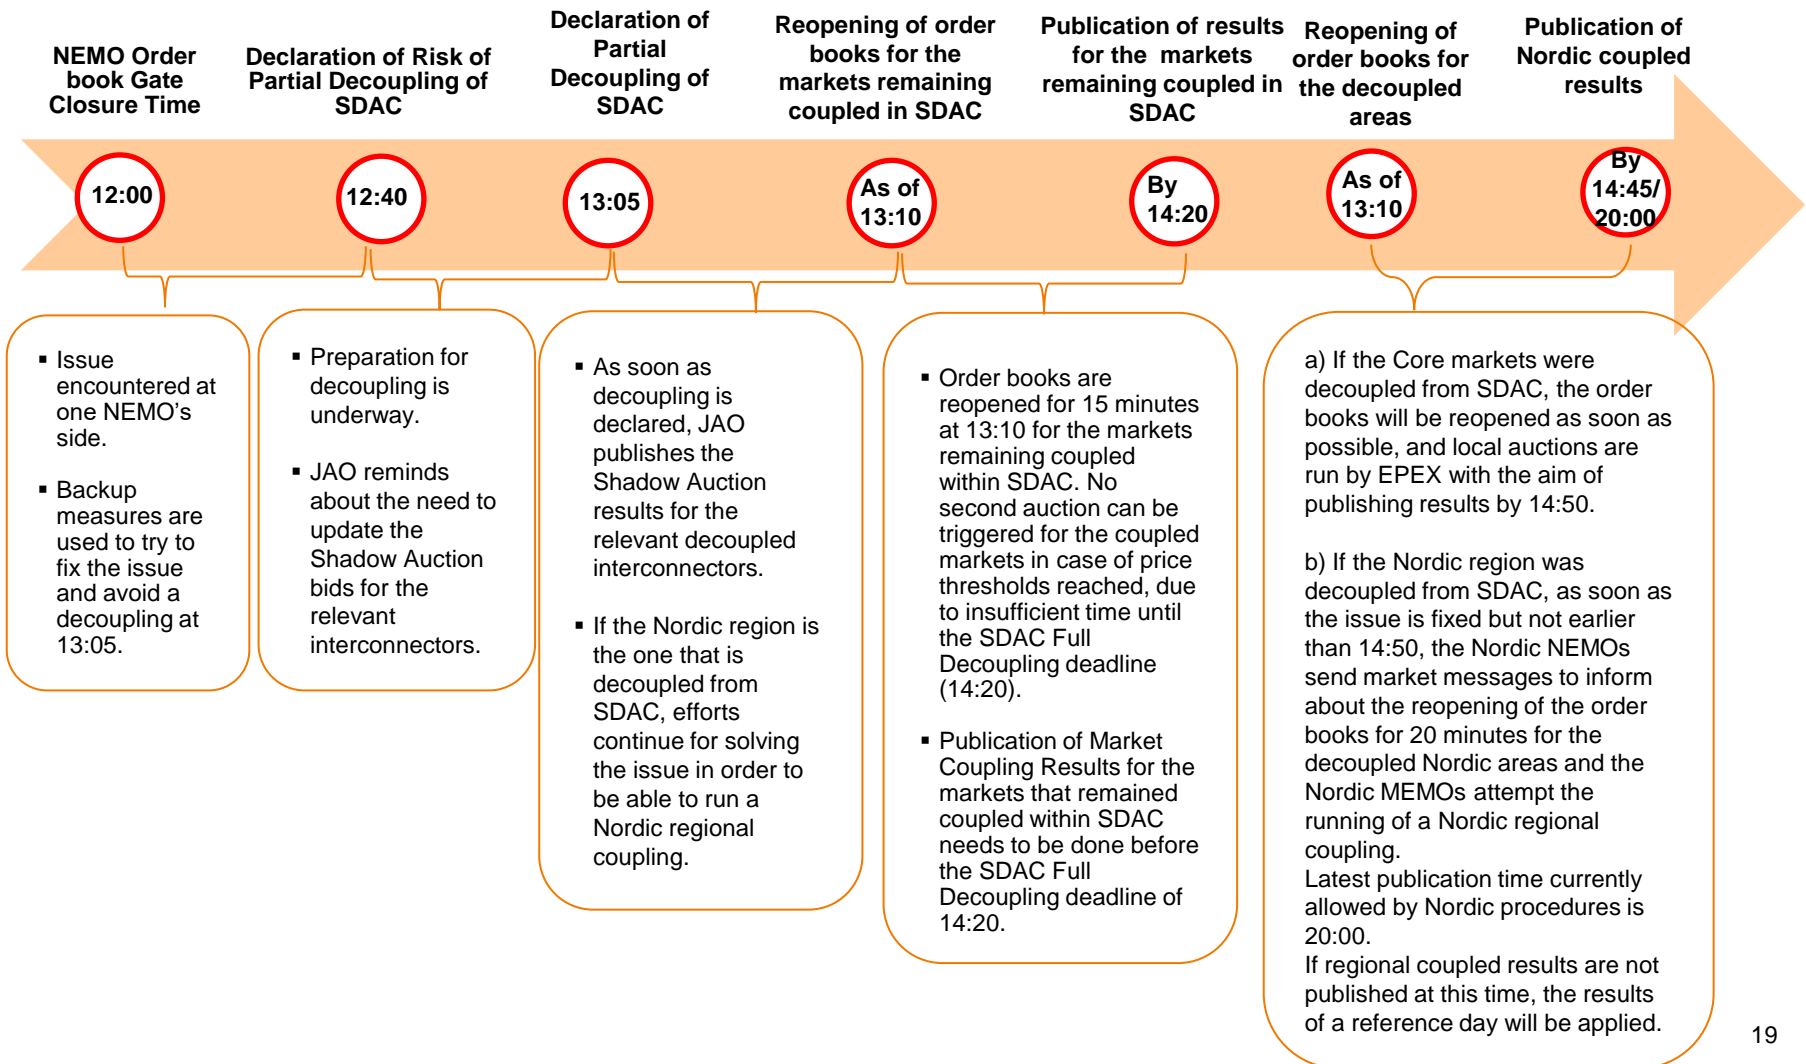 NEMO Order
book Gate
Closure Time
Declaration of Risk of
Partial Decoupling of
SDAC
Declaration of
Partial
Decoupling of
SDAC
Reopening of order
books for the
markets remaining
coupled in SDAC
Publication of results
for the  markets
remaining coupled in
SDAC
Reopening of
order books for
the decoupled
areas
Publication of
Nordic coupled
results
12:00
12:40
13:05
As of
13:10
By
14:20
As of
13:10
By
14:45/
20:00
▪ Issue
encountered at
one NEMO's
side.
▪ Backup
measures are
used to try to
fix the issue
and avoid a
decoupling at
13:05.
▪ Preparation for
decoupling is
underway.
▪ JAO reminds
about the need to
update the
Shadow Auction
bids for the
relevant
interconnectors.
▪ As soon as
decoupling is
declared, JAO
publishes the
Shadow Auction
results for the
relevant decoupled
interconnectors.
▪ If the Nordic region is
the one that is
decoupled from
SDAC, efforts
continue for solving
the issue in order to
be able to run a
Nordic regional
coupling.
▪ Order books are
reopened for 15 minutes
at 13:10 for the markets
remaining coupled
within SDAC. No
second auction can be
triggered for the coupled
markets in case of price
thresholds reached, due
to insufficient time until
the SDAC Full
Decoupling deadline
(14:20).
▪ Publication of Market
Coupling Results for the
markets that remained
coupled within SDAC
needs to be done before
the SDAC Full
Decoupling deadline of
14:20.
a) If the Core markets were
decoupled from SDAC, the order
books will be reopened as soon as
possible, and local auctions are
run by EPEX with the aim of
publishing results by 14:50.
b) If the Nordic region was
decoupled from SDAC, as soon as
the issue is fixed but not earlier
than 14:50, the Nordic NEMOs
send market messages to inform
about the reopening of the order
books for 20 minutes for the
decoupled Nordic areas and the
Nordic MEMOs attempt the
running of a Nordic regional
coupling.
Latest publication time currently
allowed by Nordic procedures is
20:00.
If regional coupled results are not
published at this time, the results
of a reference day will be applied.
19